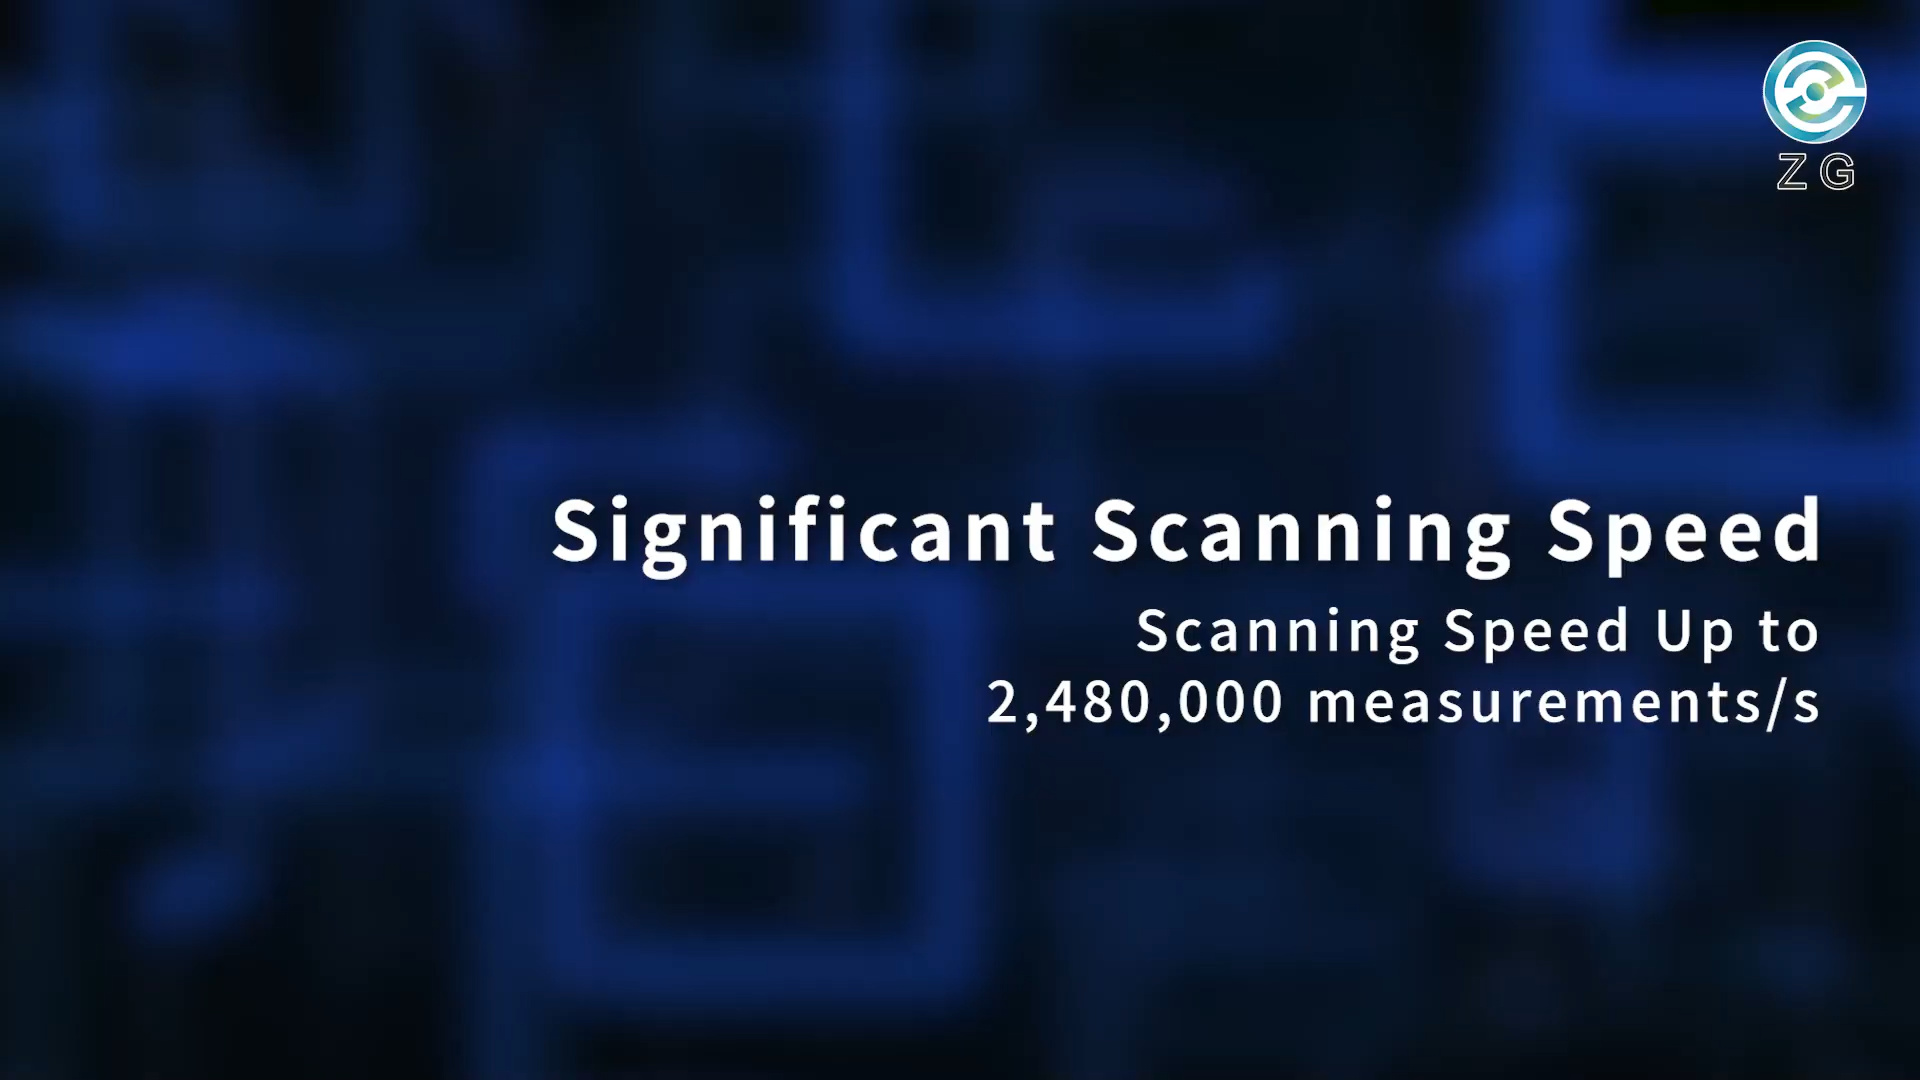 ZG
Significant Scanning Speed
Scanning Speed Up to
2,480,000 measurements/s